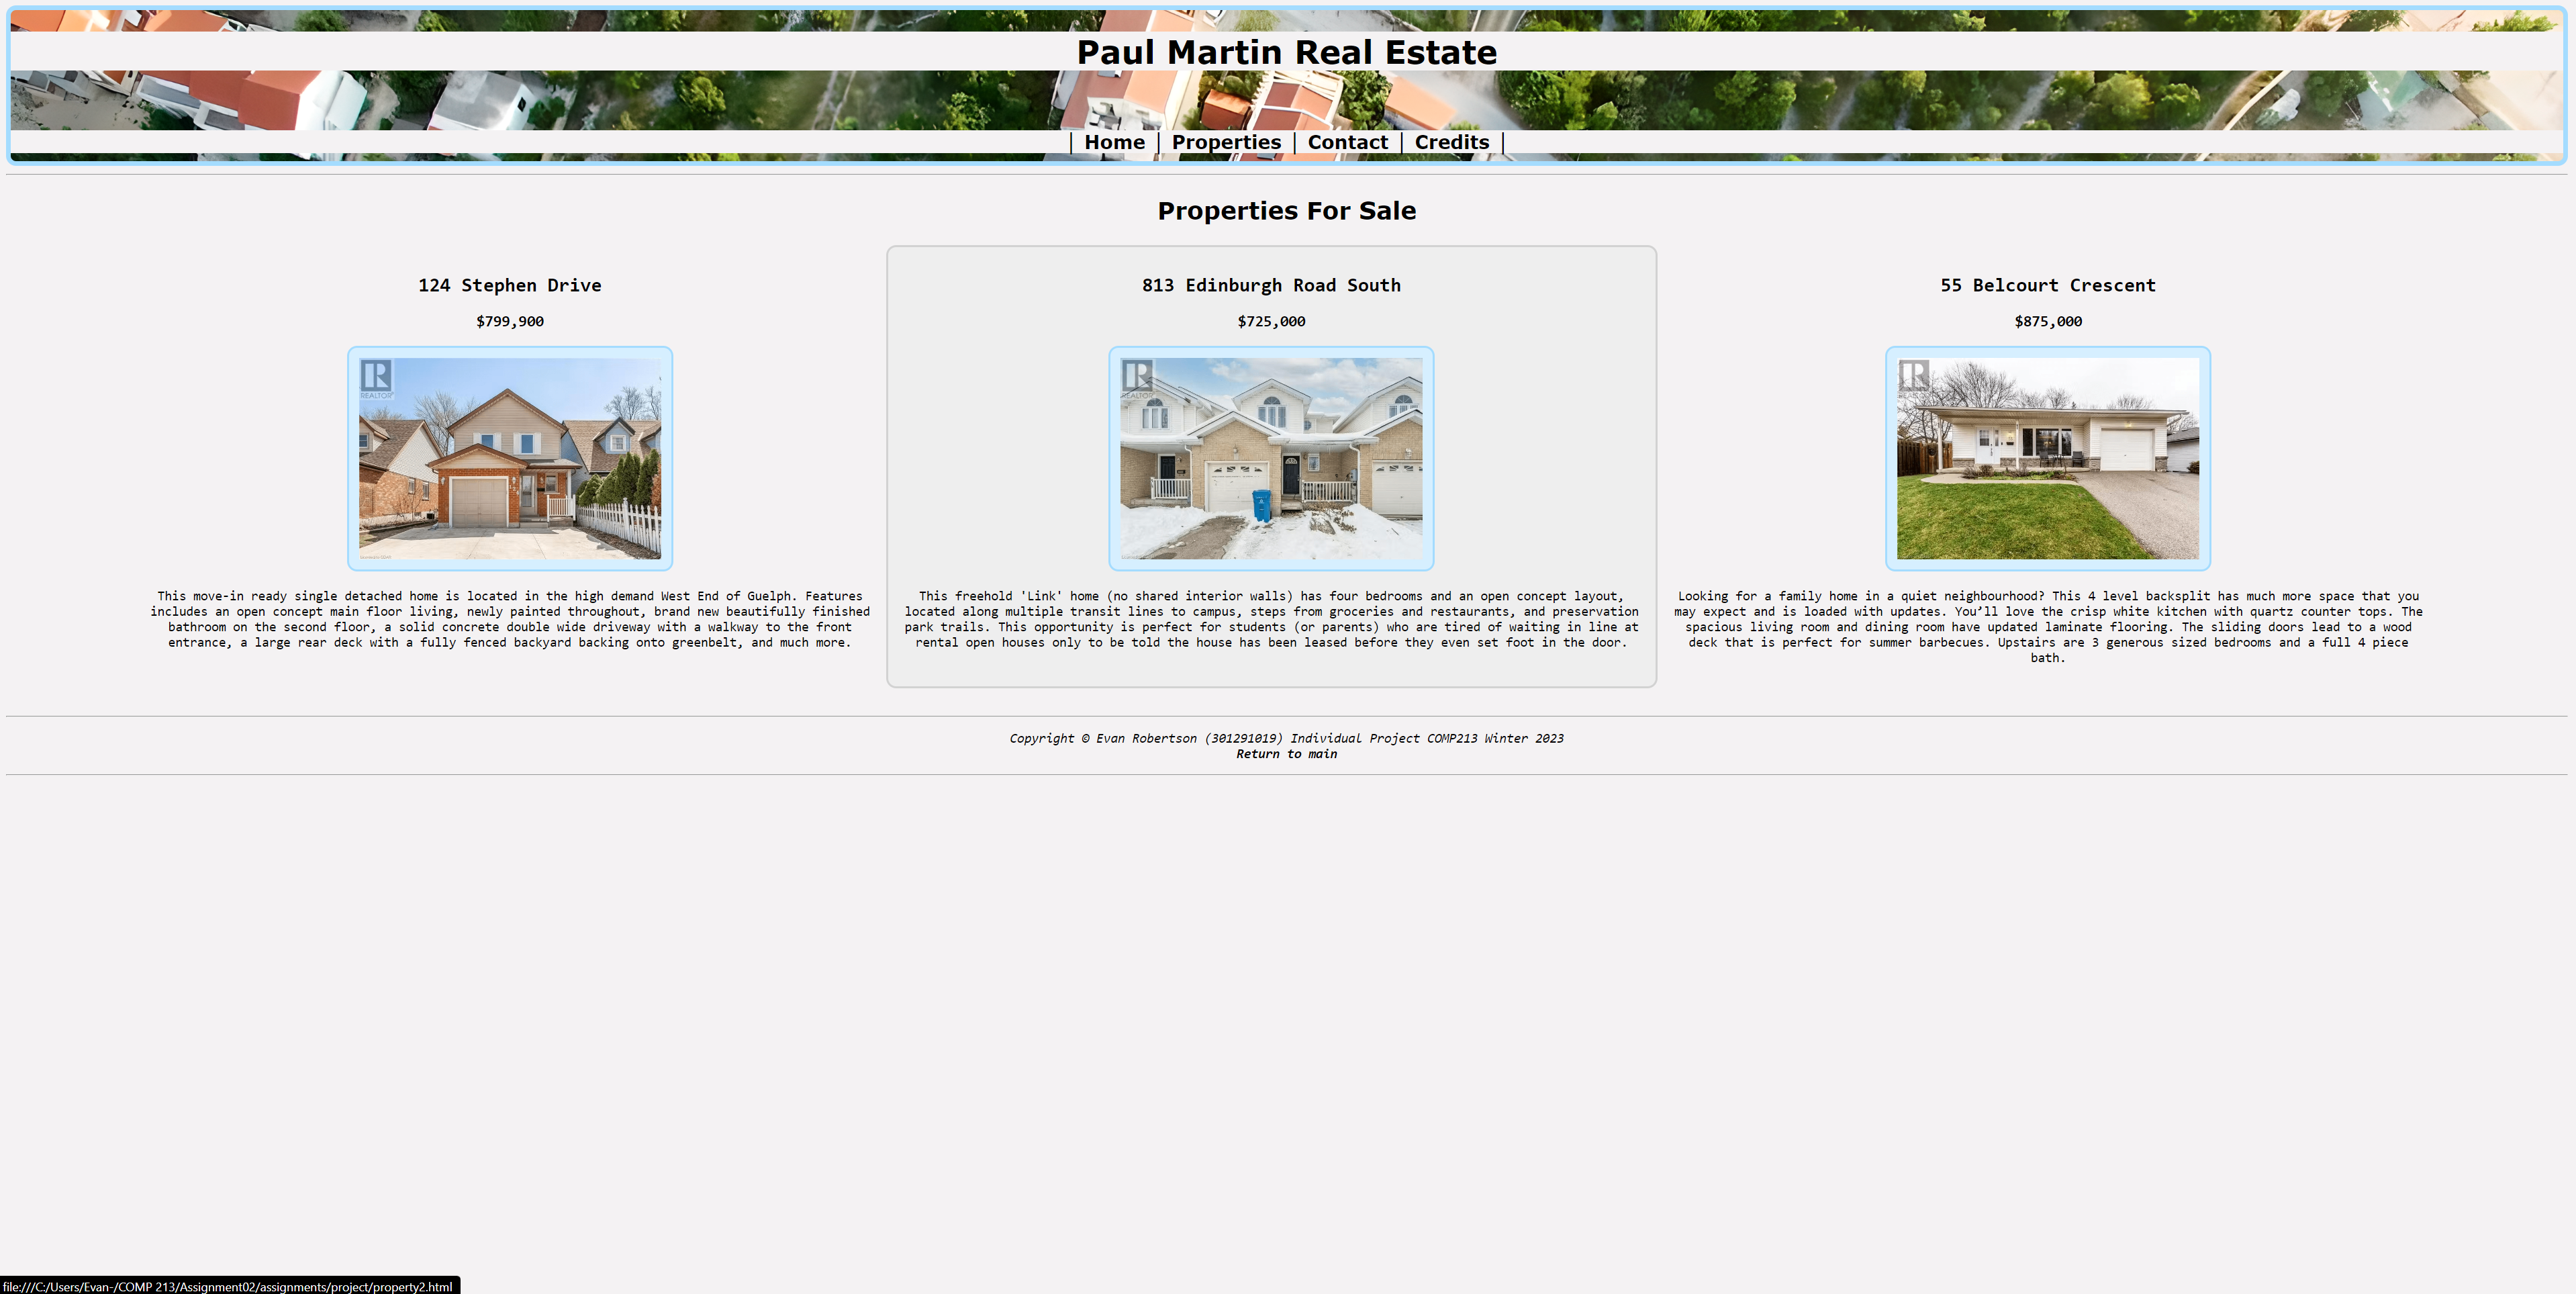 Paul Martin Real Estate
| Home | Properties | Contact | Credits |
Properties For Sale
124 Stephen Drive
$799,900
REALTOR
This move-in ready single detached home is located in the high demand West End of Guelph. Features
includes an open concept main floor living, newly painted throughout, brand new beautifully finished
bathroom on the second floor, a solid concrete double wide driveway with a walkway to the front
entrance, a large rear deck with a fully fenced backyard backing onto greenbelt, and much more.
813 Edinburgh Road South
$725,000
REALTOR
This freehold 'Link' home (no shared interior walls) has four bedrooms and an open concept layout,
located along multiple transit lines to campus, steps from groceries and restaurants, and preservation
park trails. This opportunity is perfect for students (or parents) who are tired of waiting in line at
rental open houses only to be told the house has been leased before they even set foot in the door.
55 Belcourt Crescent
$875,000
REALTOR
Looking for a family home in a quiet neighbourhood? This 4 level backsplit has much more space that you
may expect and is loaded with updates. You’ll love the crisp white kitchen with quartz counter tops. The
spacious living room and dining room have updated laminate flooring. The sliding doors lead to a wood
deck that is perfect for summer barbecues. Upstairs are 3 generous sized bedrooms and a full 4 piece
bath.
Copyright © Evan Robertson (301291019) Individual Project COMP213 Winter 2023
Return to main
file:///C:/Users/Evan-/COMP 213/Assignment02/assignments/project/property2.html